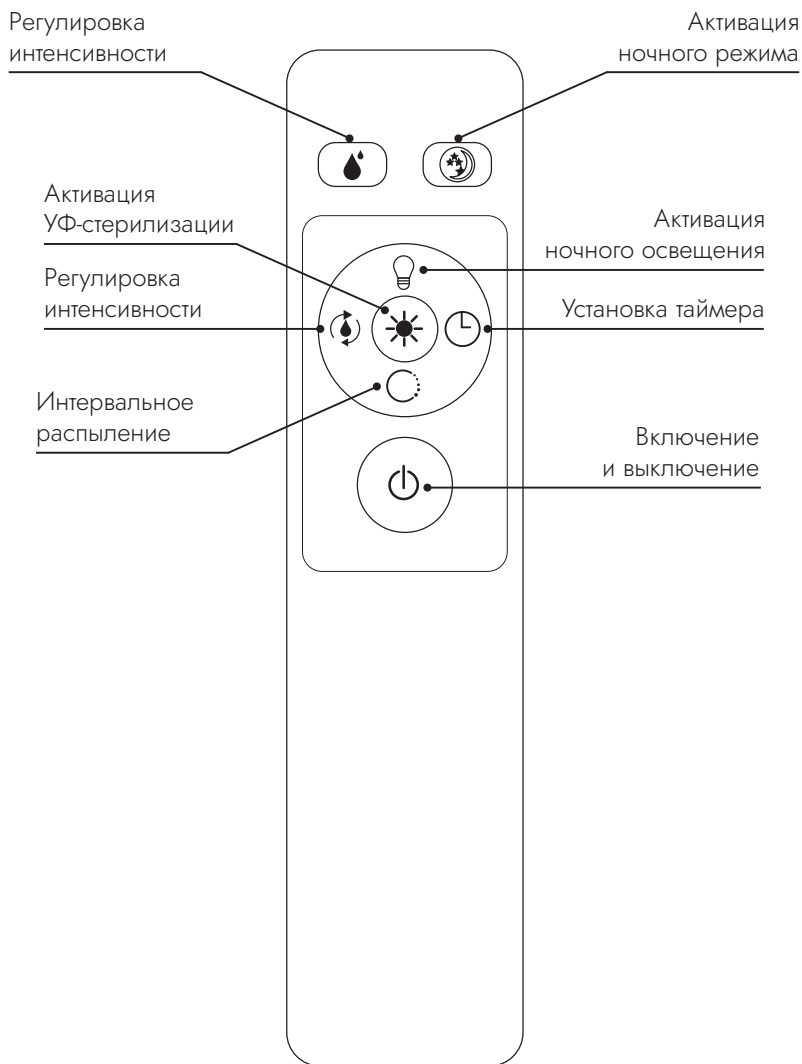 Регулировка
интенсивности
Активация
ночного режима
Активация
УФ-стерилизации
Активация
ночного освещения
Регулировка
интенсивности
Установка таймера
Интервальное
распыление
Включение
и выключение